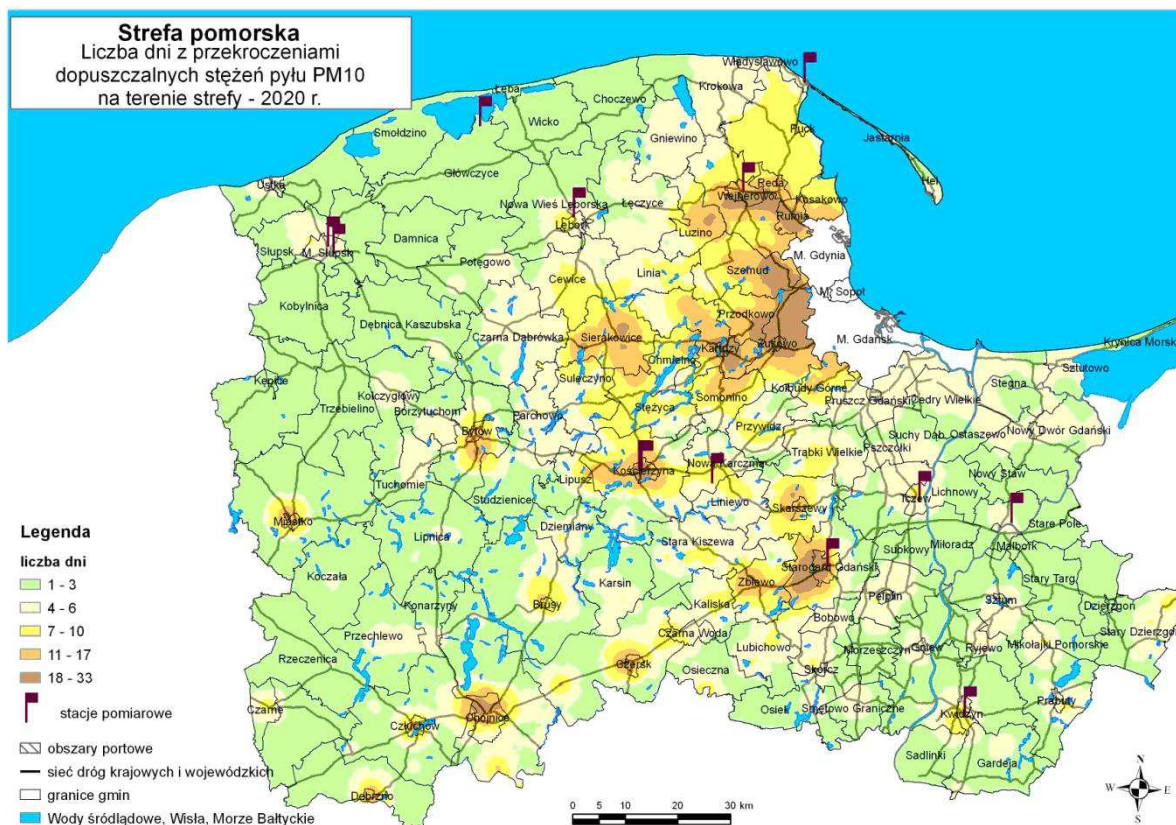 Strefa pomorska
Liczba dni z przekroczeniami
dopuszczalnych stężeń pyłu PM10
na terenie strefy - 2020 r.
Władysławowo
Krokowa
Łeba
Choczewo
Wicko
Smołdzino
Gniewino
Puck
Jastarnia
Hel
Główczyce
Ustka
Nowa Wieś Lęborska
Łęczyce
Reda
Wejherowo
Kosakowo
Rumia
Lębork
Luzino
Damnica
Słupsk
M. Słupsk
Potęgowo
M. Gdynia
Szemud
Linia
Cewice
M. Sopot
Kobylnica
Dębnica Kaszubska
Przodkowo
Czarna Dąbrówka
Sierakowice
Kartuzy
Żukowo
M. Gdańsk
Krynica Morsk
Chmielno
Sztutowo
Kępice
Suleczyno
Kolbudy Górne
Stegna
Kołczygłowy
Somonino
Pruszcz Gdański
Cedry Wielkie
Trzebielino
Borzytuchom
Parchowo
Stężyca
Bytów
Przywidz
Nowy Dwór Gdański
Suchy Dąb
Ostaszewo
Pszczółki
Trąbki Wielkie
Kościerzyna
Nowa Karczma
Nowy Staw
Lipusz
Tuchomie
Studzienice
Liniewo
Tczew
Lichnowy
Miastko
Dziemiany
Skarszewy
Stare Pole
Lipnica
Stara Kiszewa
Subkowy
Miłoradz
Malbork
Starogard Gdański
Koczała
Karsin
Zblewo
Stary Targ
Konarzyny
Brusy
Kaliska
Pelplin
Sztum
Dzierzgoń
Bobowo
Przechlewo
Czarna Woda
Stary Dzierzgoń
Lubichowo
Morzeszczyn
Gniew
Ryjewo
Mikołajki Pomorskie
Rzeczenica
Czersk
Osieczna
Skórcz
Czarne
Chojnice
Osiek
Smętowo Graniczne
Kwidzyn
Prabuty
Człuchów
Sadlinki
Gardeja
Debrzno
Legenda
liczba dni
1 - 3
4 - 6
7 - 10
11 - 17
18 - 33
stacje pomiarowe
obszary portowe
sieć dróg krajowych i wojewódzkich
granice gmin
Wody śródlądowe, Wisła, Morze Bałtyckie
0 5 10 20 30 km
N
W
E
S